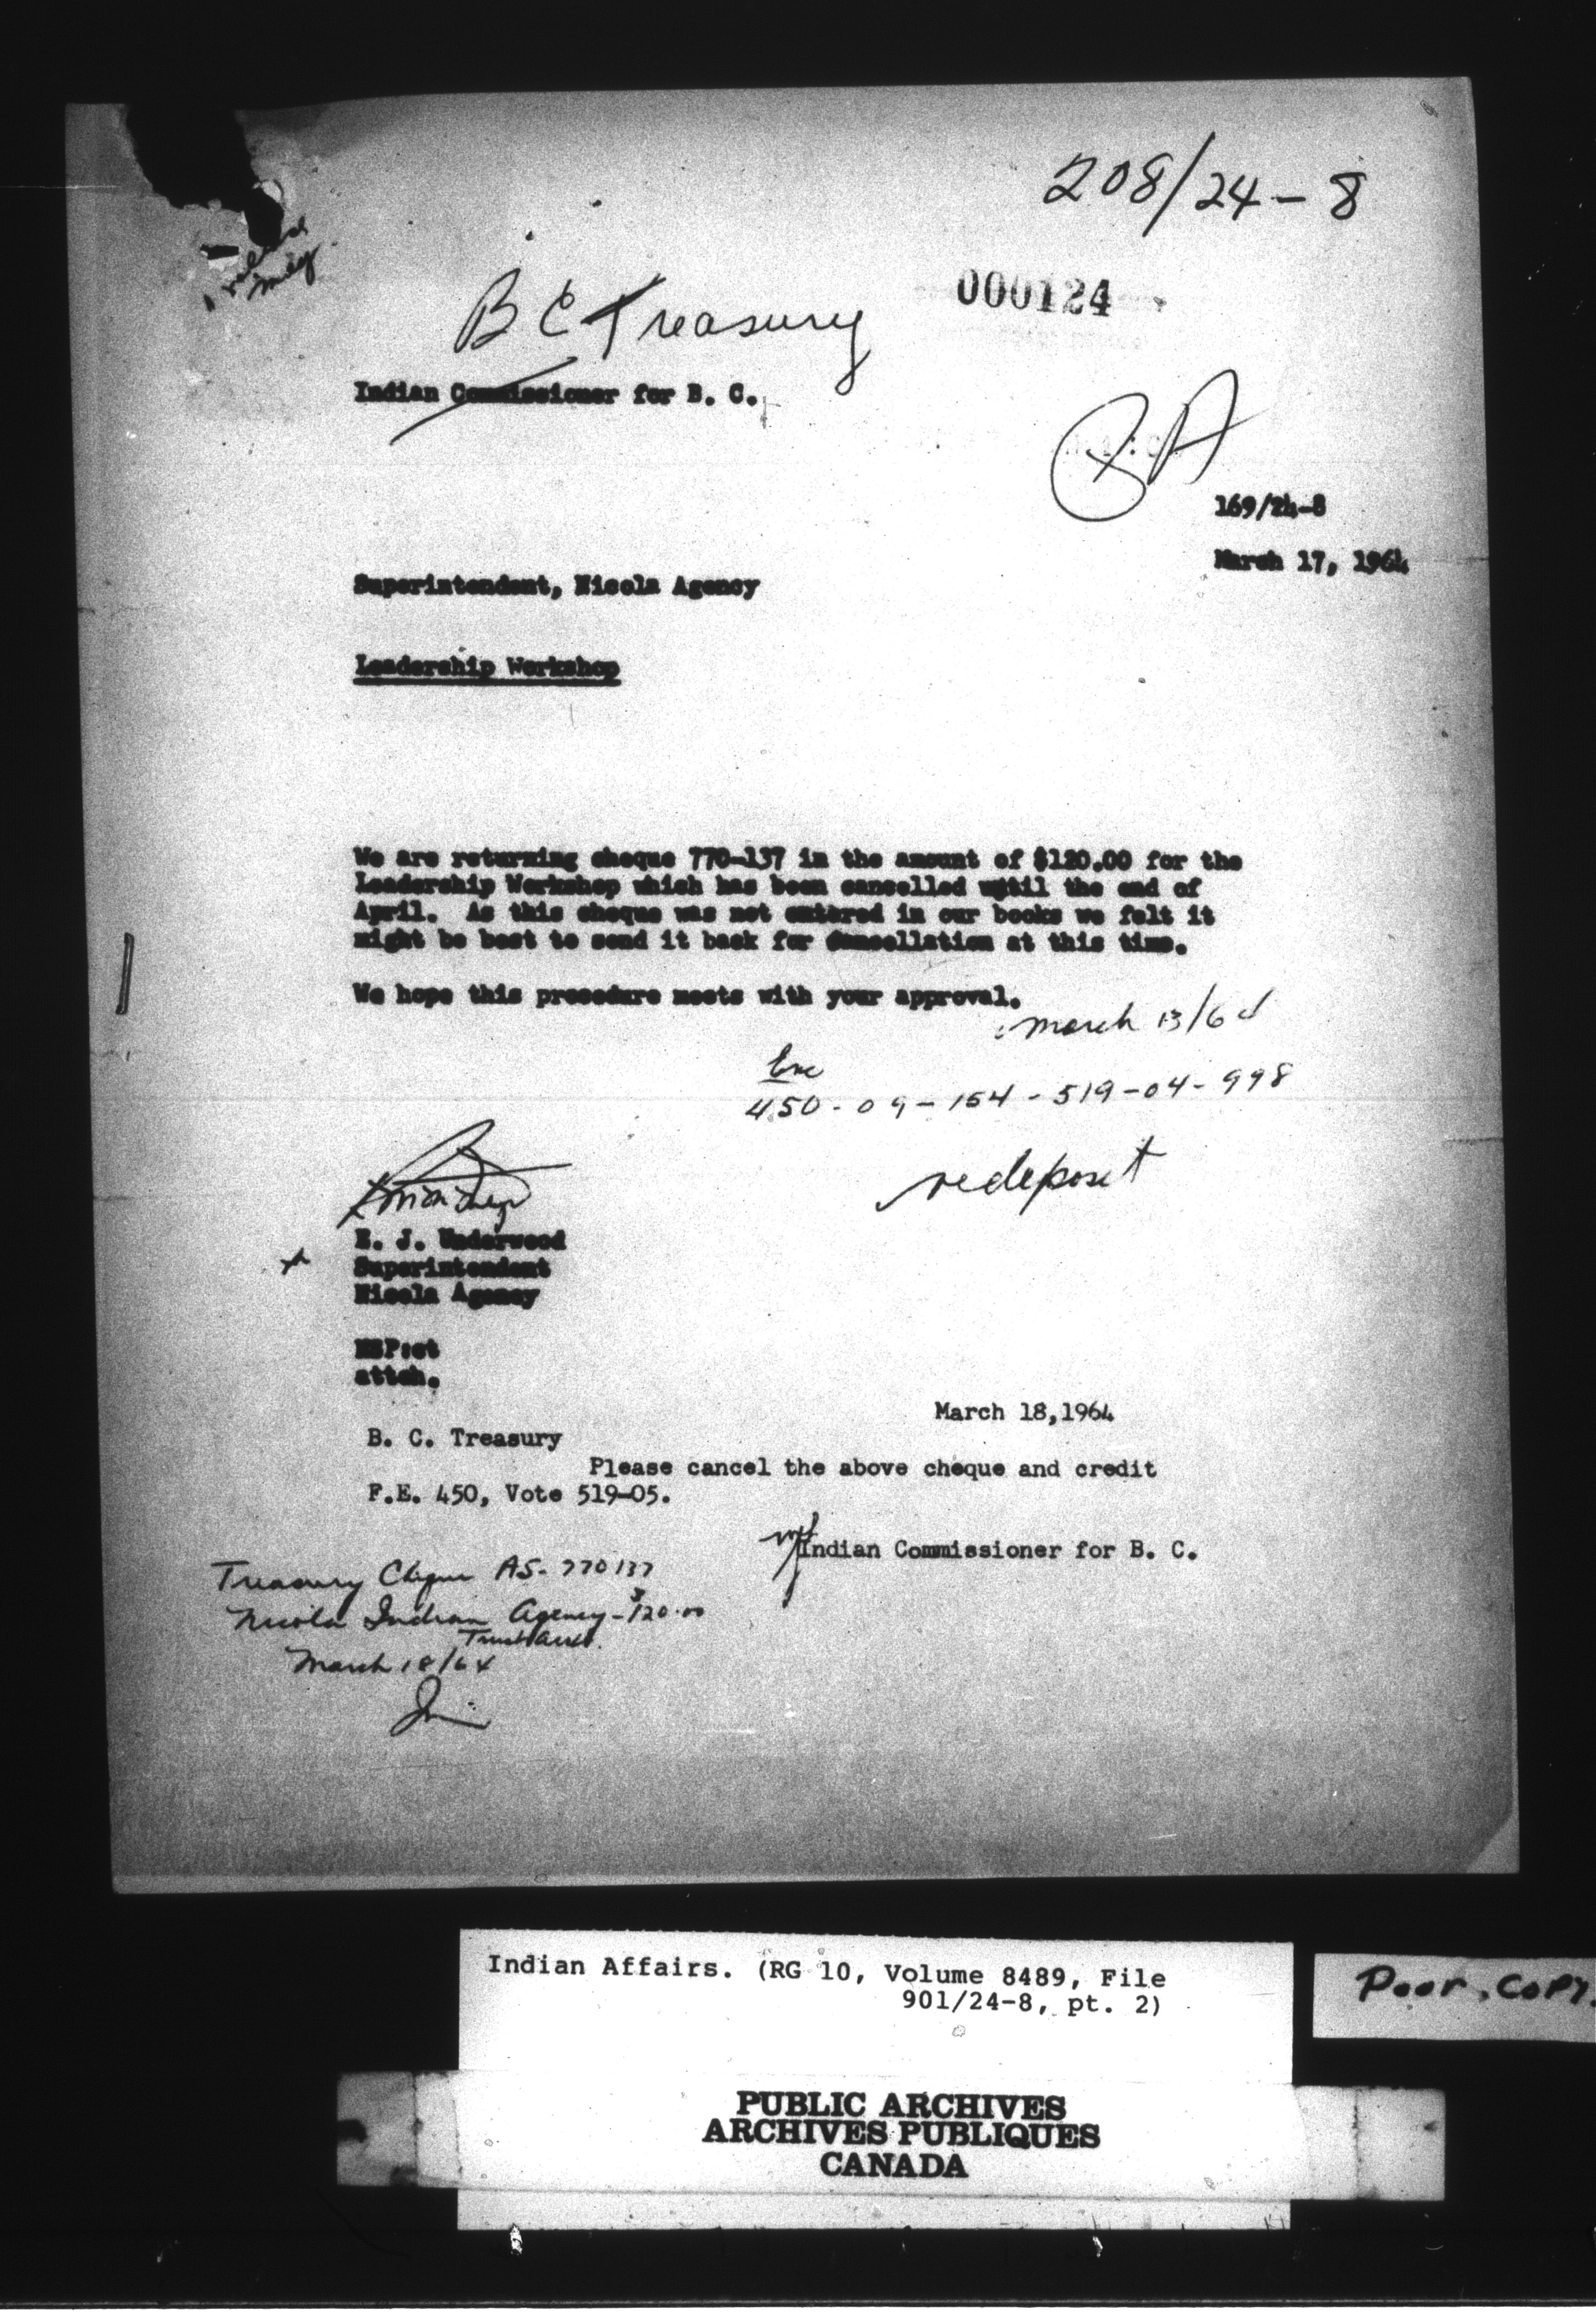 208/24-8
000124
B C Treasury
Indian Commissioner for B. C.
169/24-8
March 17, 1964
Superintendent, Nicola Agency
Leadership Workshop
We are returning cheque 770-137 in the amount of $120.00 for the
Leadership Workshop which has been cancelled until the end of
April. As this cheque was not entered in our books we felt it
might be best to send it back for cancellation at this time.
We hope this procedure meets with your approval.
March 13/64
Enc
450-09-154-519-04-998
redeposit
E. J. Underwood
Superintendent
Nicola Agency
attch.
March 18,1964
B. C. Treasury
Please cancel the above cheque and credit
F.E. 450, Vote 519-05.
Indian Commissioner for B. C.
Treasury Cheque AS-770137
Nicola Indian Agency-$120.00
Trust Acct.
March 18/64
Indian Affairs. (RG 10, Volume 8489, File
901/24-8, pt. 2)
Poor Copy.
PUBLIC ARCHIVES
ARCHIVES PUBLIQUES
CANADA